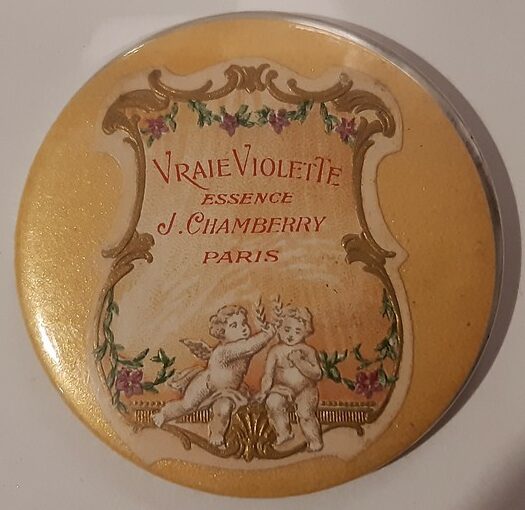 VRAIE VIOLETTE
ESSENCE
J. CHAMBERRY
PARIS